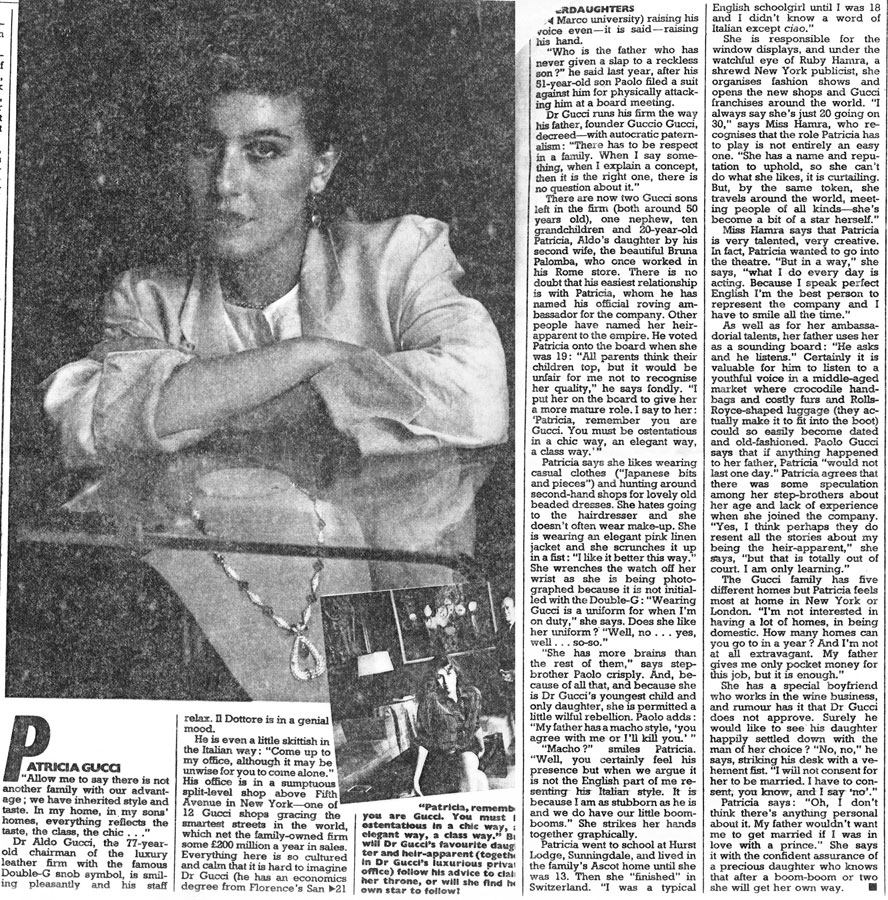 PATRICIA GUCCI
"Allow me to say there is not
another family with our advant-
age; we have inherited style and
taste. In my home, in my sons'
homes, everything reflects the
taste, the class, the chic . . ."
Dr Aldo Gucci, the 77-year-
old chairman of the luxury
leather firm with the famous
Double-G snob symbol, is smil-
ing pleasantly and his staff
relax. Il Dottore is in a genial
mood.
He is even a little skittish in
the Italian way: "Come up to
my office, although it may be
unwise for you to come alone."
His office is in a sumptuous
split-level shop above Fifth
Avenue in New York—one of
12 Gucci shops gracing the
smartest streets in the world,
which net the family-owned firm
some £200 million a year in sales.
Everything here is so cultured
and calm that it is hard to imagine
Dr Gucci (he has an economics
degree from Florence's San ▶21
"Patricia, rememb
you are Gucci. You must
ostentatious in a chic way,
elegant way, a class way."
will Dr Gucci's favourite daug
ter and heir-apparent (togeth
in Dr Gucci's luxurious priva
office) follow his advice to clai
her throne, or will she find h
own star to follow?
ERDAUGHTERS
Marco university) raising his
voice even—it is said—raising
his hand.
"Who is the father who has
never given a slap to a reckless
son?" he said last year, after his
51-year-old son Paolo filed a suit
against him for physically attack-
ing him at a board meeting.
Dr Gucci runs his firm the way
his father, founder Guccio Gucci,
decreed—with autocratic patern-
alism: "There has to be respect
in a family. When I say some-
thing, when I explain a concept,
then it is the right one, there is
no question about it."
There are now two Gucci sons
left in the firm (both around 50
years old), one nephew, ten
grandchildren and 20-year-old
Patricia, Aldo's daughter by his
second wife, the beautiful Bruna
Palomba, who once worked in
his Rome store. There is no
doubt that his easiest relationship
is with Patricia, whom he has
named his official roving am-
bassador for the company. Other
people have named her heir-
apparent to the empire. He voted
Patricia onto the board when she
was 19: "All parents think their
children top, but it would be
unfair for me not to recognise
her quality," he says fondly. "I
put her on the board to give her
a more mature role. I say to her:
'Patricia, remember you are
Gucci. You must be ostentatious
in a chic way, an elegant way,
a class way.'"
Patricia says she likes wearing
casual clothes ("Japanese bits
and pieces") and hunting around
second-hand shops for lovely old
beaded dresses. She hates going
to the hairdresser and she
doesn't often wear make-up. She
is wearing an elegant pink linen
jacket and she scrunches it up
in a fist: "I like it better this way."
She wrenches the watch off her
wrist as she is being photo-
graphed because it is not initial-
led with the Double-G: "Wearing
Gucci is a uniform for when I'm
on duty," she says. Does she like
her uniform? "Well, no . . . yes,
well . . . so-so."
"She has more brains than
the rest of them," says step-
brother Paolo crisply. And, be-
cause of all that, and because she
is Dr Gucci's youngest child and
only daughter, she is permitted a
little wilful rebellion. Paolo adds:
"My father has a macho style, 'you
agree with me or I'll kill you.' "
"Macho?" smiles Patricia.
"Well, you certainly feel his
presence but when we argue it
is not the English part of me re-
senting his Italian style. It is
because I am as stubborn as he is
and we do have our little boom-
booms." She strikes her hands
together graphically.
Patricia went to school at Hurst
Lodge, Sunningdale, and lived in
the family's Ascot home until she
was 13. Then she "finished" in
Switzerland. "I was a typical
English schoolgirl until I was 18
and I didn't know a word of
Italian except ciao."
She is responsible for the
window displays, and under the
watchful eye of Ruby Hamra, a
shrewd New York publicist, she
organises fashion shows and
opens the new shops and Gucci
franchises around the world. "I
always say she's just 20 going on
30," says Miss Hamra, who re-
cognises that the role Patricia has
to play is not entirely an easy
one. "She has a name and repu-
tation to uphold, so she can't
do what she likes, it is curtailing.
But, by the same token, she
travels around the world, meet-
ing people of all kinds—she's
become a bit of a star herself."
Miss Hamra says that Patricia
is very talented, very creative.
In fact, Patricia wanted to go into
the theatre. "But in a way," she
says, "what I do every day is
acting. Because I speak perfect
English I'm the best person to
represent the company and I
have to smile all the time."
As well as for her ambassa-
dorial talents, her father uses her
as a sounding board: "He asks
and he listens." Certainly it is
valuable for him to listen to a
youthful voice in a middle-aged
market where crocodile hand-
bags and costly furs and Rolls-
Royce-shaped luggage (they ac-
tually make it to fit into the boot)
could so easily become dated
and old-fashioned. Paolo Gucci
says that if anything happened
to her father, Patricia "would not
last one day." Patricia agrees that
there was some speculation
among her step-brothers about
her age and lack of experience
when she joined the company.
"Yes, I think perhaps they do
resent all the stories about my
being the heir-apparent," she
says, "but that is totally out of
court. I am only learning."
The Gucci family has five
different homes but Patricia feels
most at home in New York or
London. "I'm not interested in
having a lot of homes, in being
domestic. How many homes can
you go to in a year? And I'm not
at all extravagant. My father
gives me only pocket money for
this job, but it is enough."
She has a special boyfriend
who works in the wine business,
and rumour has it that Dr Gucci
does not approve. Surely he
would like to see his daughter
happily settled down with the
man of her choice? "No, no," he
says, striking his desk with a ve-
hement fist. "I will not consent for
her to be married. I have to con-
sent, you know, and I say 'no'."
Patricia says: "Oh, I don't
think there's anything personal
about it. My father wouldn't want
me to get married if I was in
love with a prince." She says
it with the confident assurance of
a precious daughter who knows
that after a boom-boom or two
she will get her own way. ■